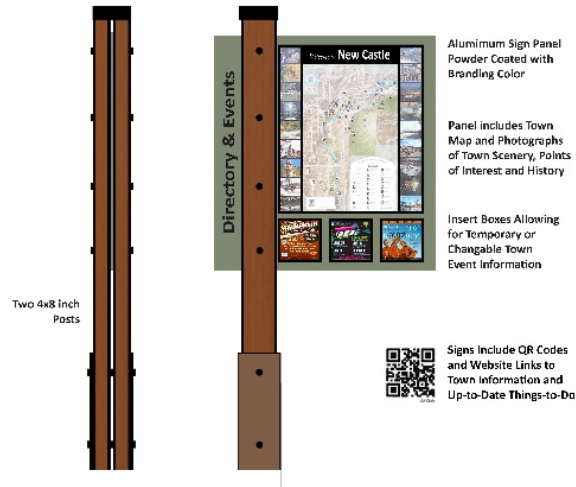 Directory & Events
New Castle
Aluminum Sign Panel
Powder Coated with
Branding Color
Panel includes Town
Map and Photographs
of Town Scenery, Points
of Interest and History
Insert Boxes Allowing
for Temporary or
Changable Town
Event Information
Two 4x8 inch
Posts
Signs Include QR Codes
and Website Links to
Town Information and
Up-to-Date Things-to-Do